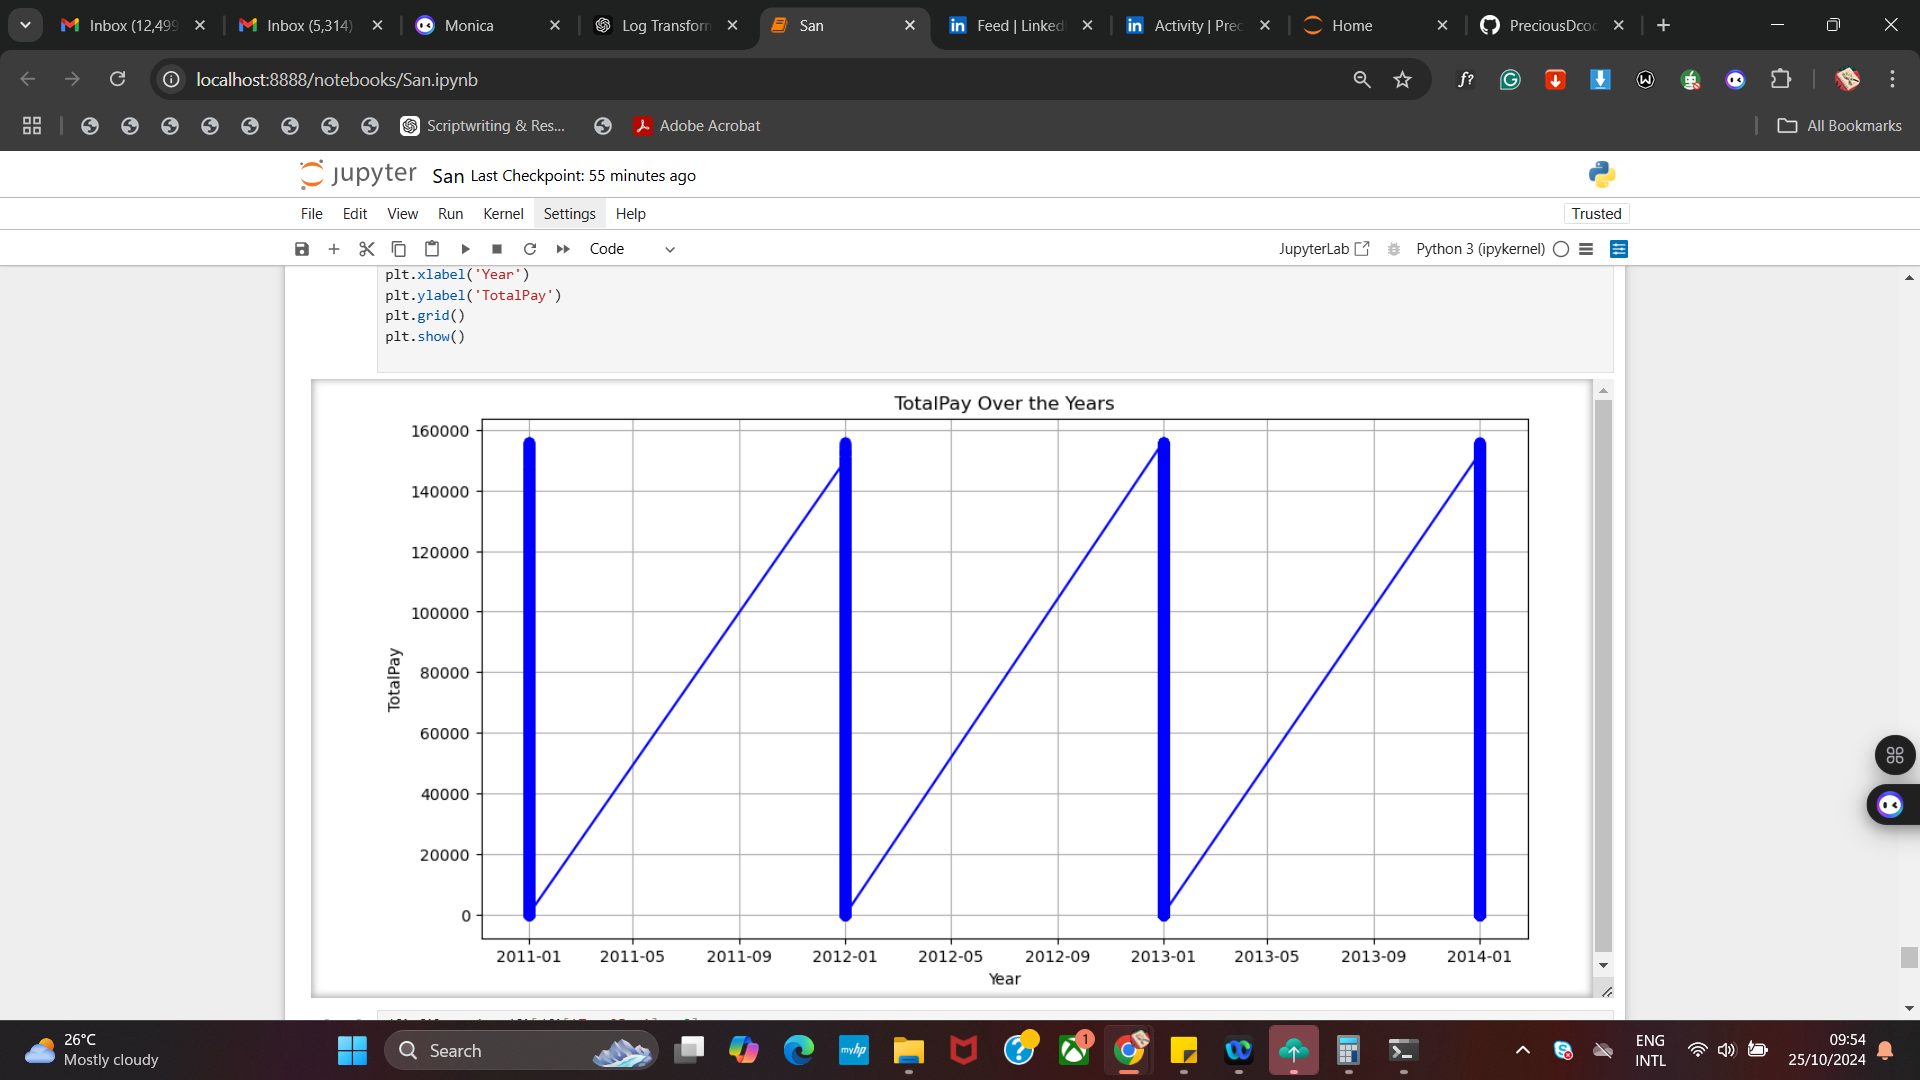 Inbox (12,499
Inbox (5,314)
Monica
Log Transform
San
Feed | Linked
Activity | Prec
Home
PreciousDcod
localhost:8888/notebooks/San.ipynb
f?
Scriptwriting & Res...
Adobe Acrobat
All Bookmarks
jupyter
San Last Checkpoint: 55 minutes ago
File Edit View Run Kernel Settings Help
Trusted
Code
JupyterLab
Python 3 (ipykernel)
plt.xlabel('Year')
plt.ylabel('TotalPay')
plt.grid()
plt.show()
TotalPay Over the Years
160000
140000
120000
100000
80000
60000
40000
20000
0
TotalPay
2011-01 2011-05 2011-09 2012-01 2012-05 2012-09 2013-01 2013-05 2013-09 2014-01
Year
26°C
Mostly cloudy
Search
myhp
1
ENG
INTL
09:54
25/10/2024